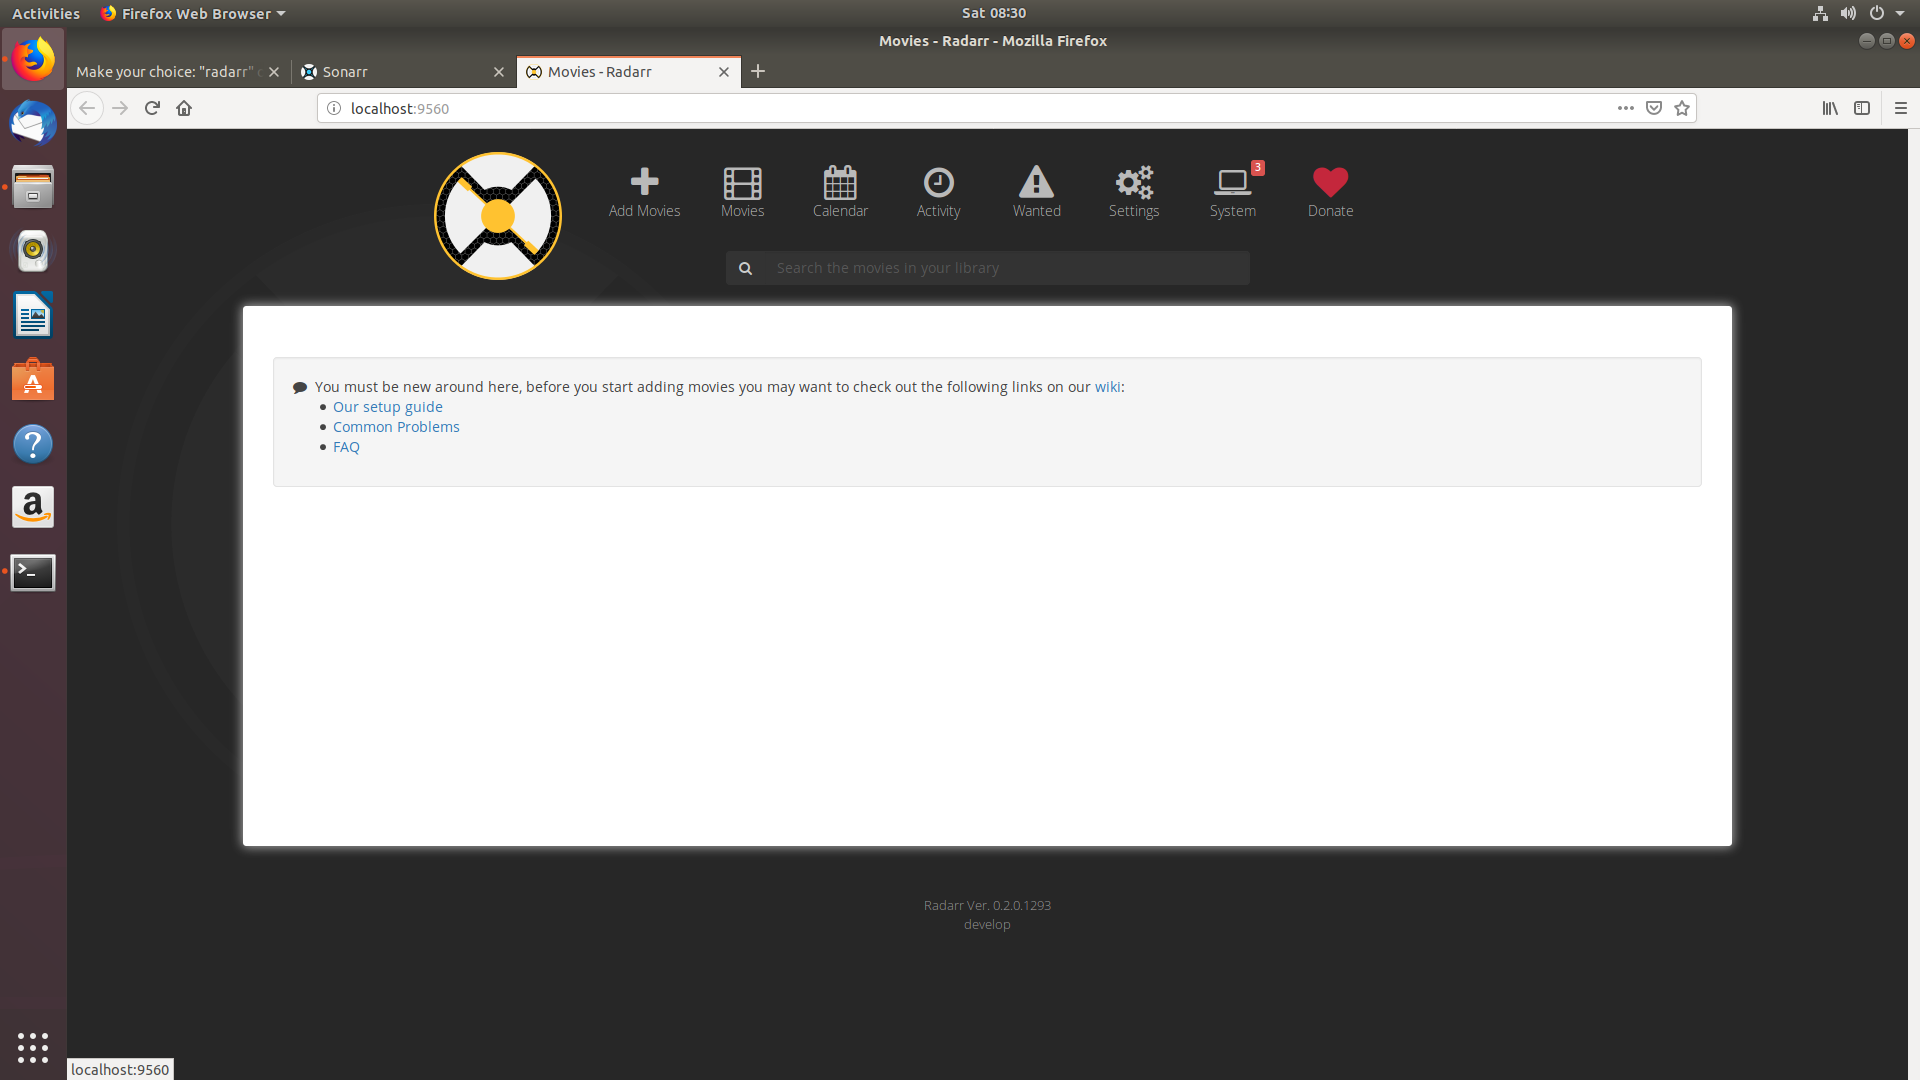 Activities
Firefox Web Browser
Sat 08:30
Movies - Radarr - Mozilla Firefox
Make your choice: "radarr"
Sonarr
Movies - Radarr
localhost:9560
Add Movies
Movies
Calendar
Activity
Wanted
Settings
3
System
Donate
Search the movies in your library
You must be new around here, before you start adding movies you may want to check out the following links on our wiki:
Our setup guide
Common Problems
FAQ
Radarr Ver. 0.2.0.1293
develop
localhost:9560